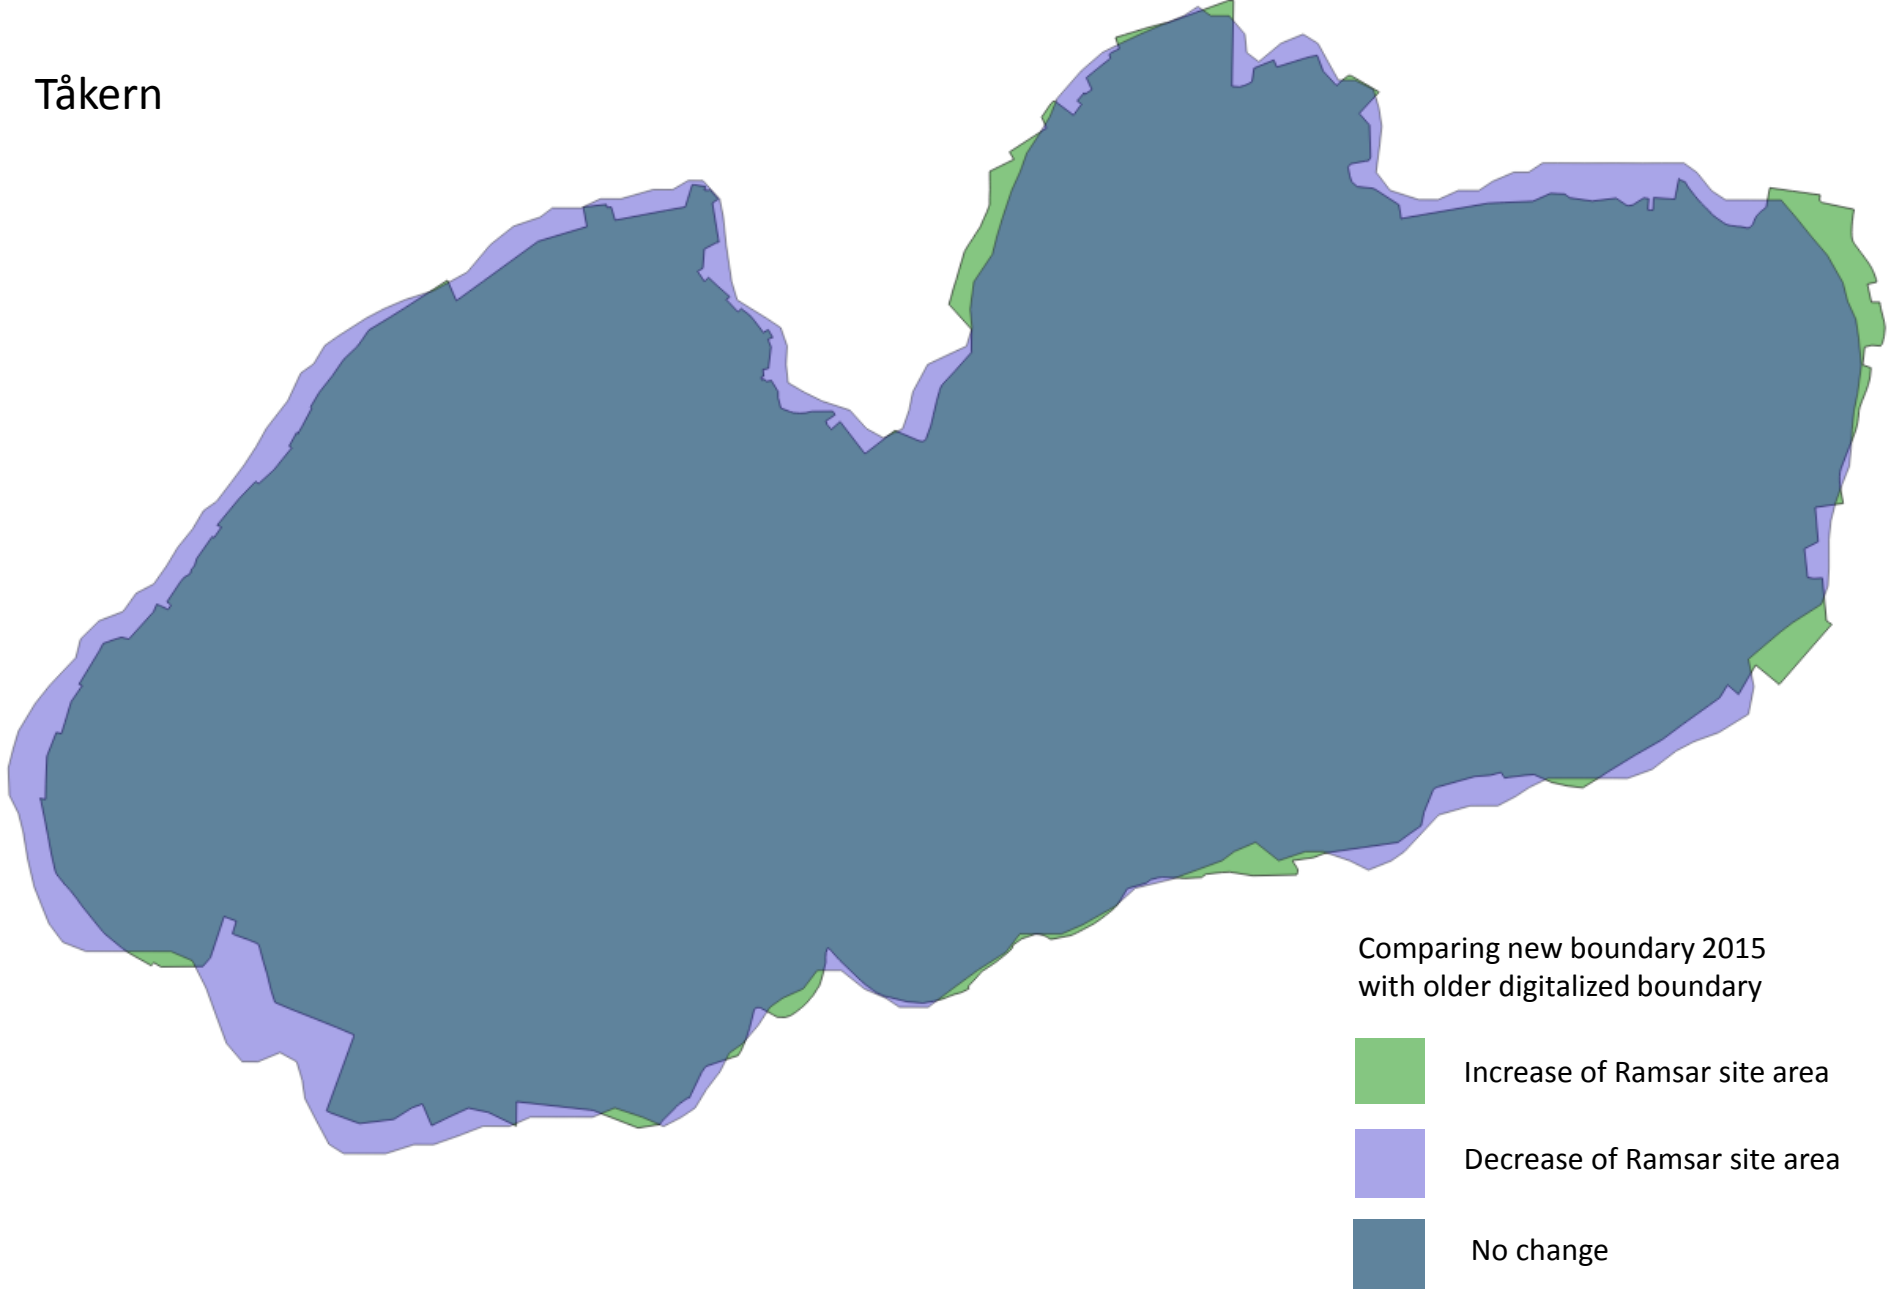 Tåkern
Comparing new boundary 2015
with older digitalized boundary
Increase of Ramsar site area
Decrease of Ramsar site area
No change